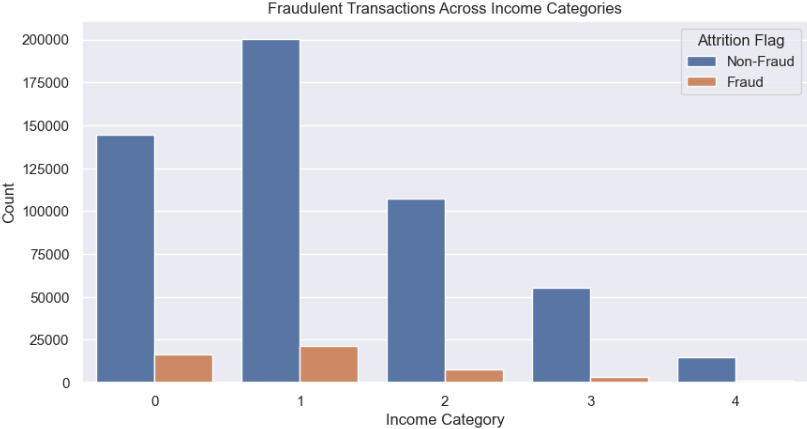 Fraudulent Transactions Across Income Categories
Attrition Flag
Non-Fraud
Fraud
Count
200000
175000
150000
125000
100000
75000
50000
25000
0
0 1 2 3 4
Income Category